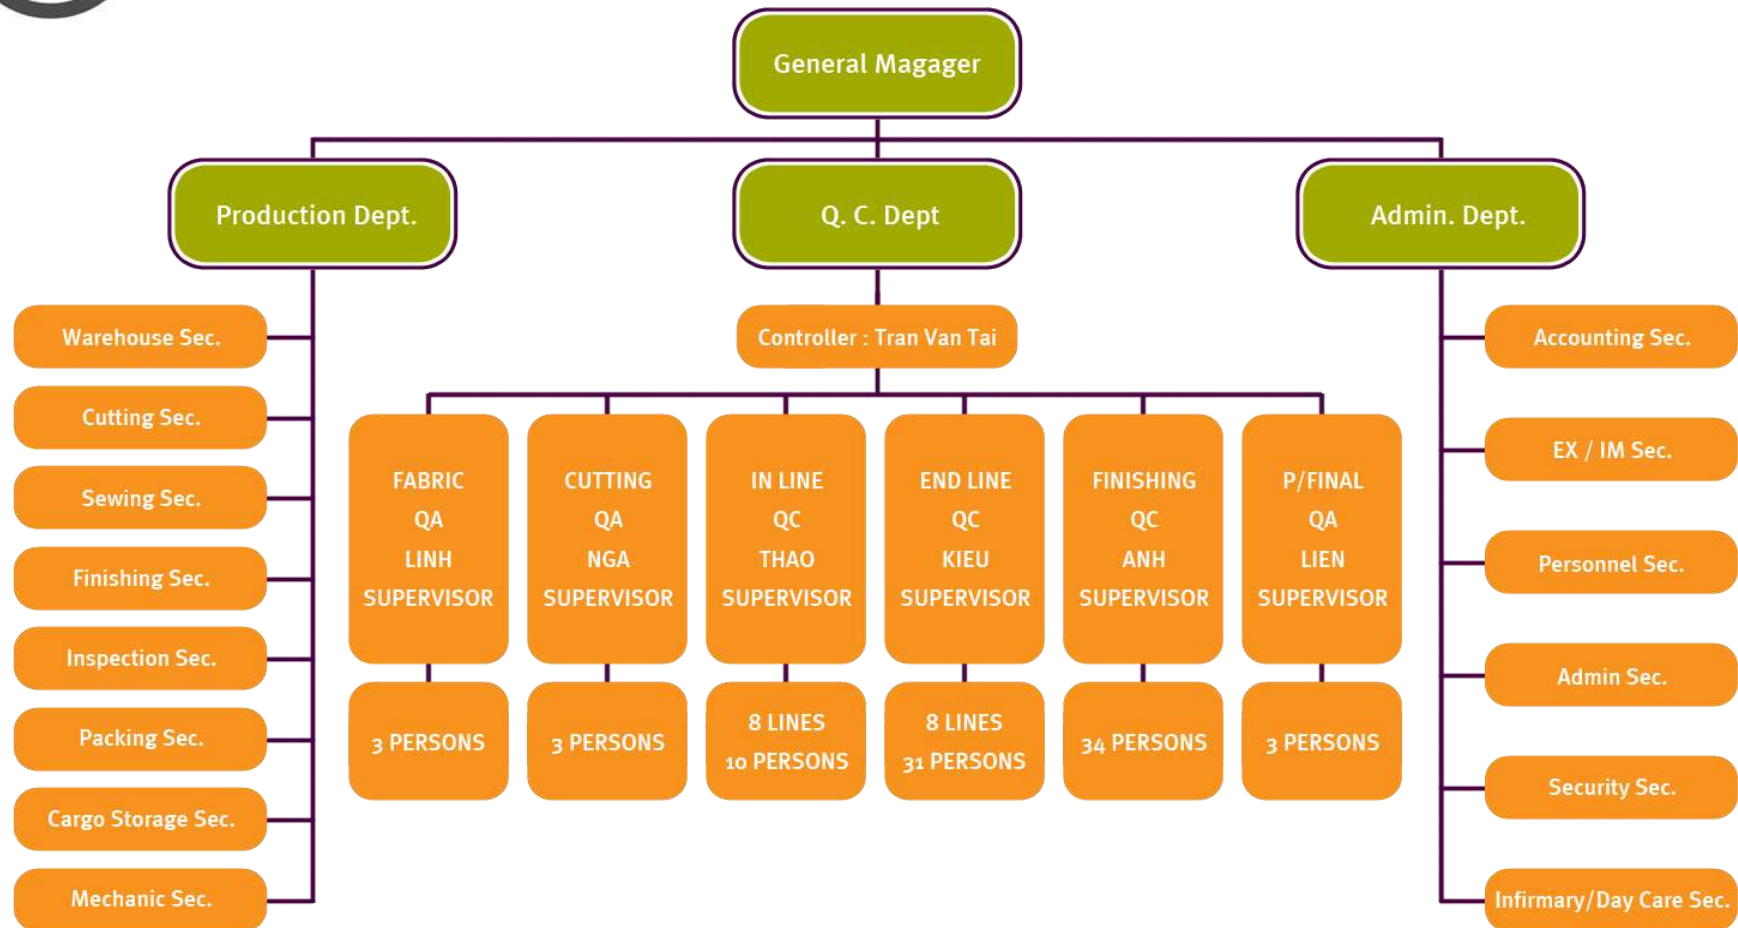 General Magager
Production Dept.
Q. C. Dept
Admin. Dept.
Warehouse Sec.
Cutting Sec.
Sewing Sec.
Finishing Sec.
Inspection Sec.
Packing Sec.
Cargo Storage Sec.
Mechanic Sec.
Controller : Tran Van Tai
FABRIC
QA
LINH
SUPERVISOR
3 PERSONS
CUTTING
QA
NGA
SUPERVISOR
3 PERSONS
IN LINE
QC
THAO
SUPERVISOR
8 LINES
10 PERSONS
END LINE
QC
KIEU
SUPERVISOR
8 LINES
31 PERSONS
FINISHING
QC
ANH
SUPERVISOR
34 PERSONS
P/FINAL
QA
LIEN
SUPERVISOR
3 PERSONS
Accounting Sec.
EX / IM Sec.
Personnel Sec.
Admin Sec.
Security Sec.
Infirmary/Day Care Sec.